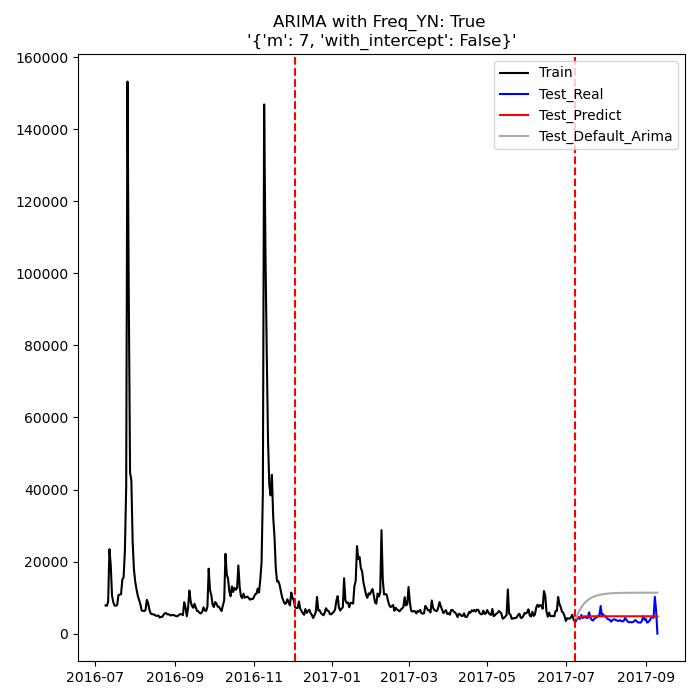 ARIMA with Freq_YN: True
'{'m': 7, 'with_intercept': False}'
160000
140000
120000
100000
80000
60000
40000
20000
0
Train
Test_Real
Test_Predict
Test_Default_Arima
2016-07 2016-09 2016-11 2017-01 2017-03 2017-05 2017-07 2017-09